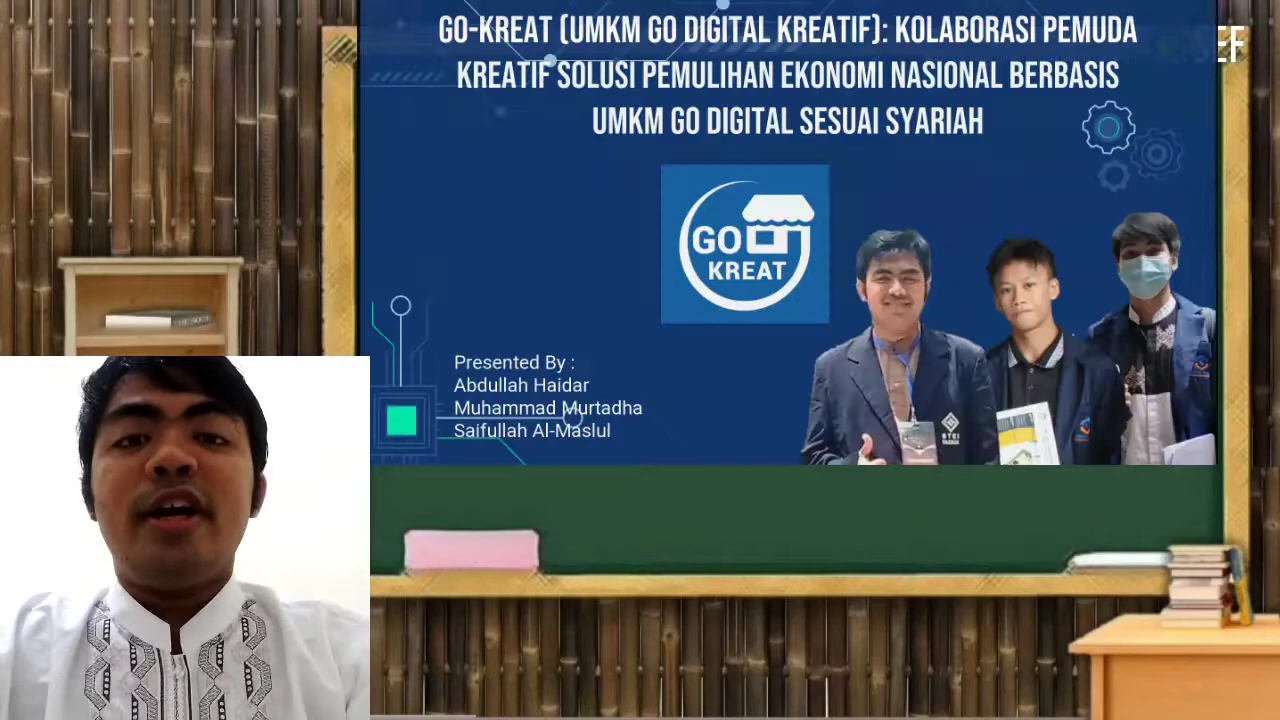 GO-KREAT (UMKM GO DIGITAL KREATIF): KOLABORASI PEMUDA
KREATIF SOLUSI PEMULIHAN EKONOMI NASIONAL BERBASIS
UMKM GO DIGITAL SESUAI SYARIAH
GO
KREAT
Presented By :
Abdullah Haidar
Muhammad Murtadha
Saifullah Al-Maslul
STEI